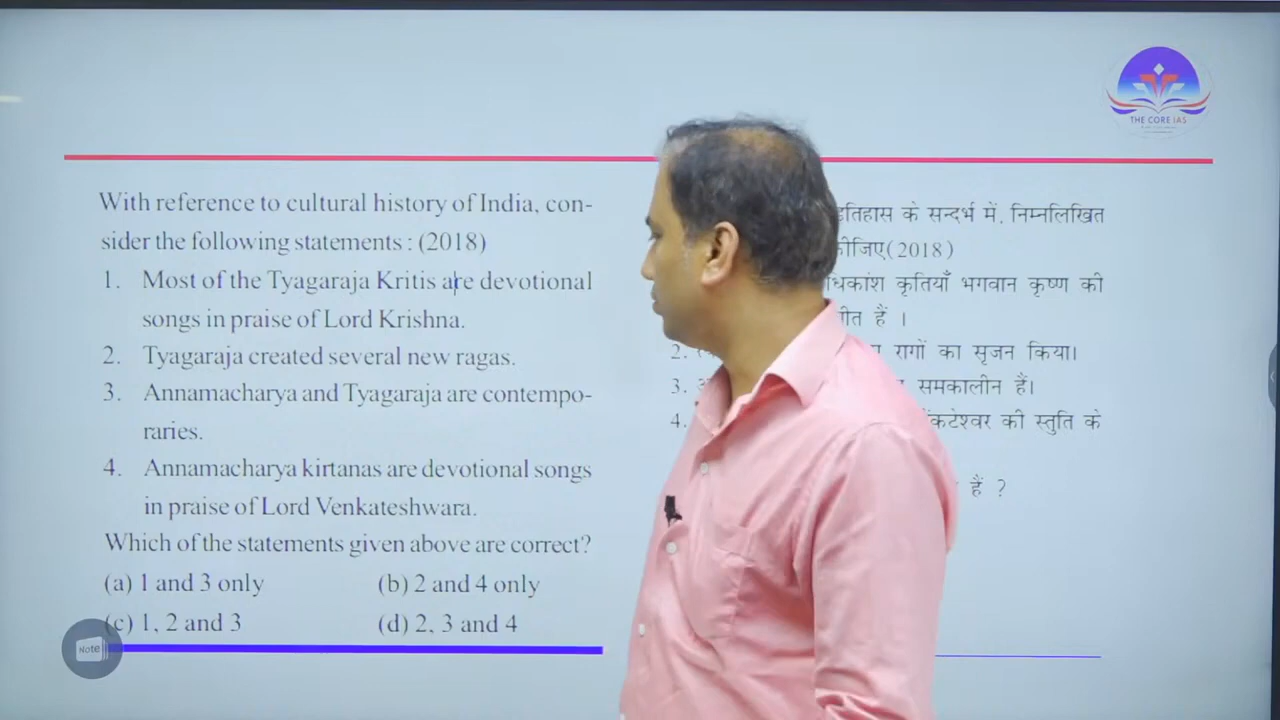 THE CORE IAS
With reference to cultural history of India, con-
sider the following statements : (2018)
1. Most of the Tyagaraja Kritis are devotional
songs in praise of Lord Krishna.
2. Tyagaraja created several new ragas.
3. Annamacharya and Tyagaraja are contempo-
raries.
4. Annamacharya kirtanas are devotional songs
in praise of Lord Venkateshwara.
Which of the statements given above are correct?
(a) 1 and 3 only (b) 2 and 4 only
(c) 1, 2 and 3 (d) 2, 3 and 4
Note
के सन्दर्भ में, निम्नलिखित
(2018)
कृतियाँ भगवान कृष्ण की
हैं ।
2. रागों का सृजन किया।
3. समकालीन हैं।
4. की स्तुति के
हैं ?